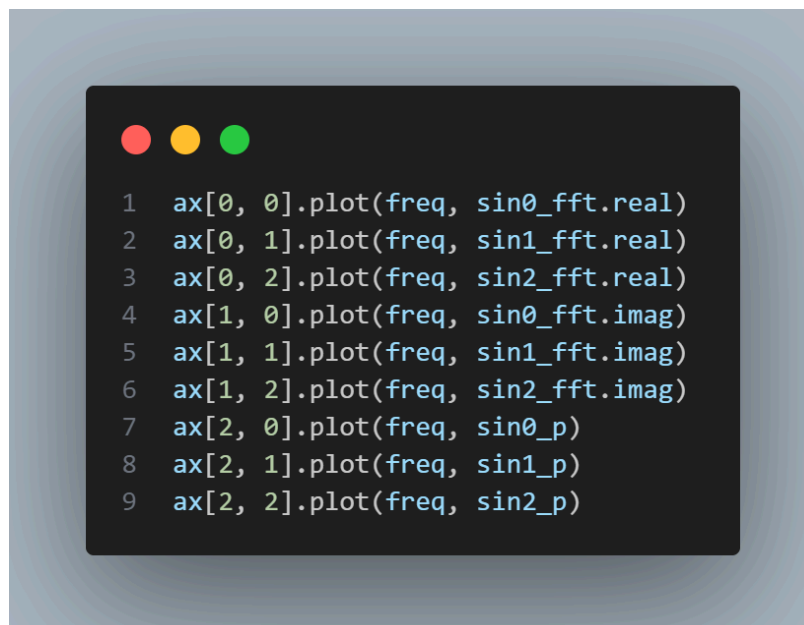 1 ax[0, 0].plot(freq, sin0_fft.real)
2 ax[0, 1].plot(freq, sin1_fft.real)
3 ax[0, 2].plot(freq, sin2_fft.real)
4 ax[1, 0].plot(freq, sin0_fft.imag)
5 ax[1, 1].plot(freq, sin1_fft.imag)
6 ax[1, 2].plot(freq, sin2_fft.imag)
7 ax[2, 0].plot(freq, sin0_p)
8 ax[2, 1].plot(freq, sin1_p)
9 ax[2, 2].plot(freq, sin2_p)